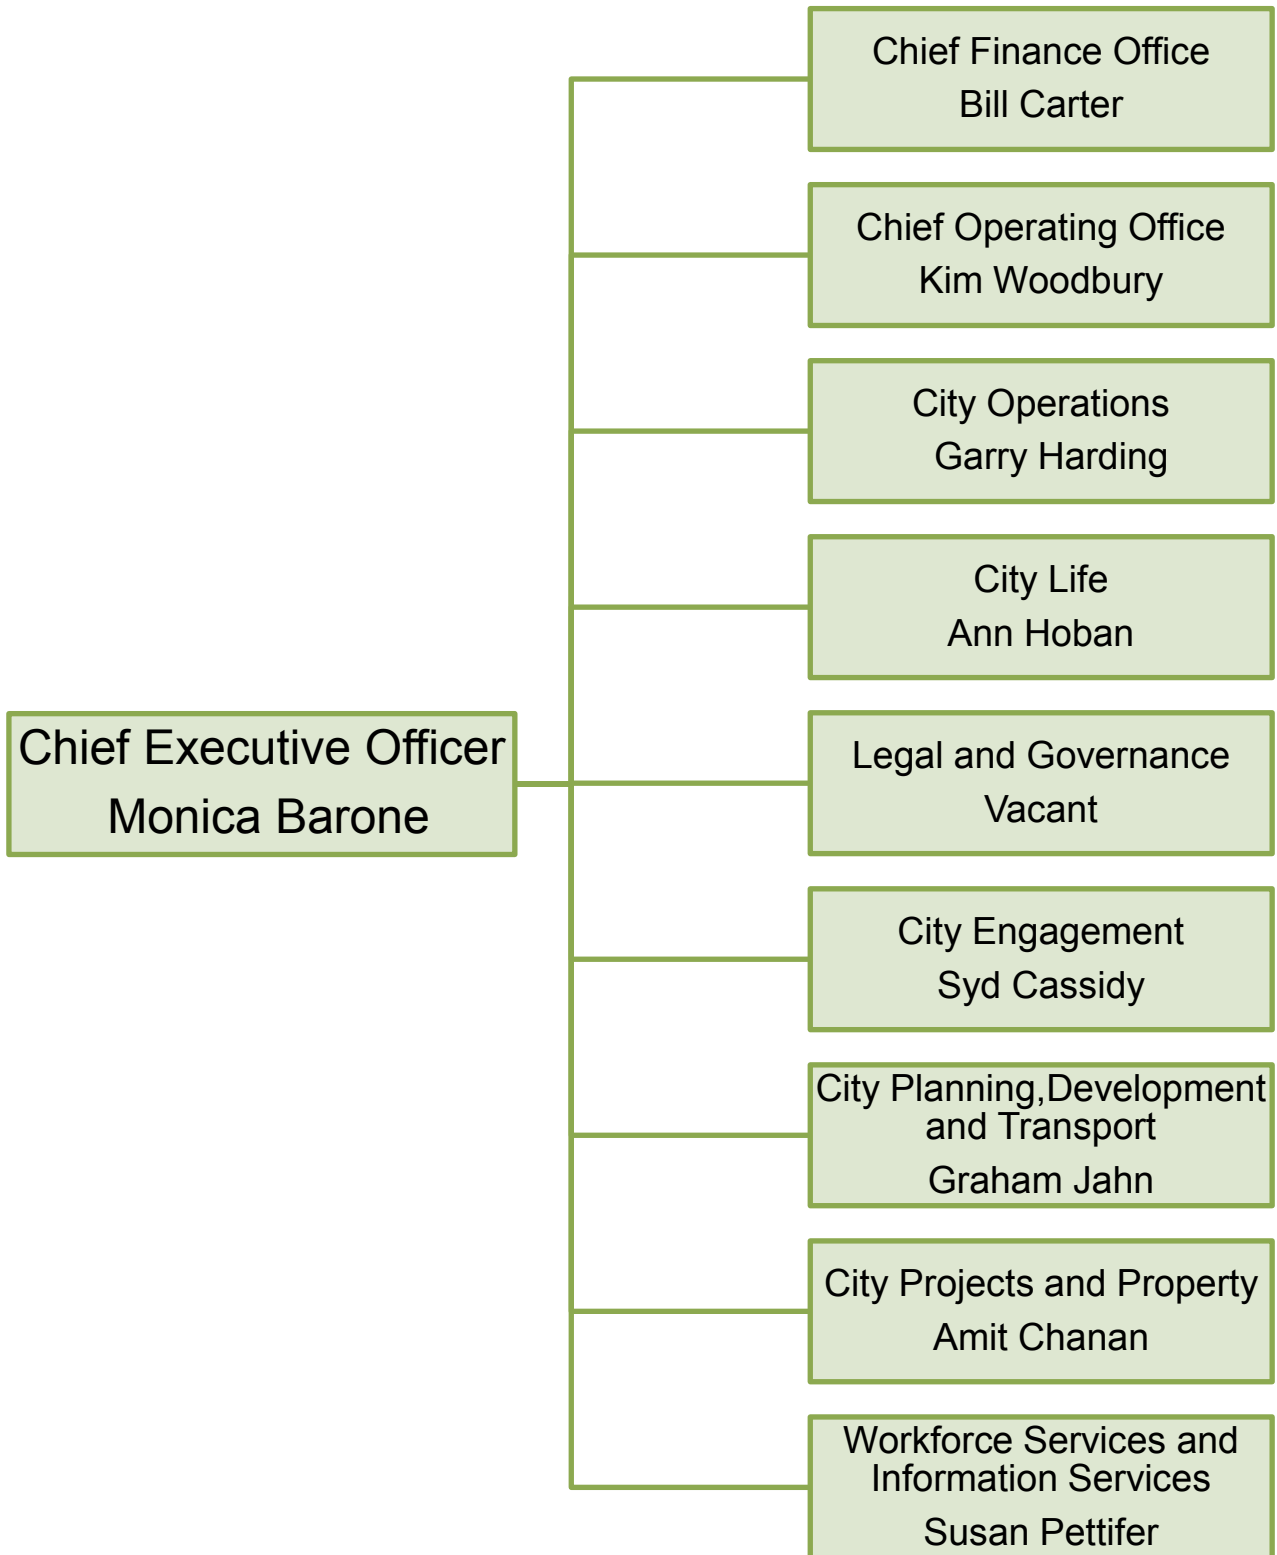 Chief Finance Office
Bill Carter
Chief Operating Office
Kim Woodbury
City Operations
Garry Harding
City Life
Ann Hoban
Chief Executive Officer
Monica Barone
Legal and Governance
Vacant
City Engagement
Syd Cassidy
City Planning,Development
and Transport
Graham Jahn
City Projects and Property
Amit Chanan
Workforce Services and
Information Services
Susan Pettifer